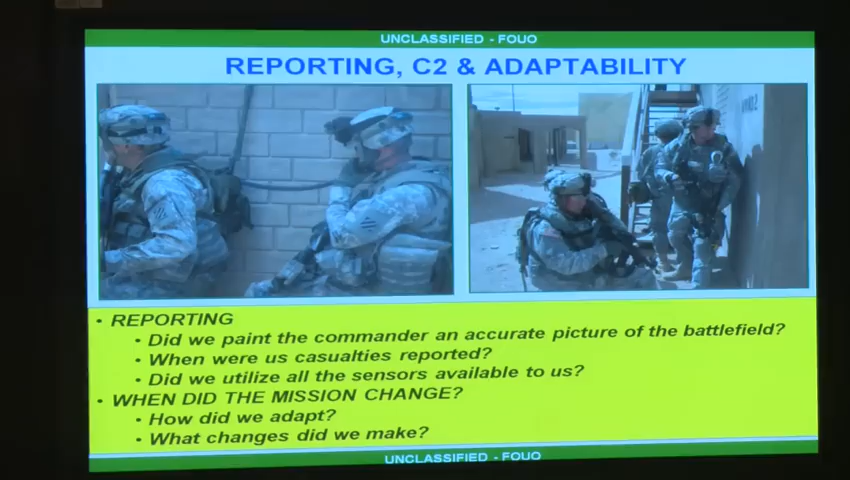 UNCLASSIFIED - FOUO
REPORTING, C2 & ADAPTABILITY
• REPORTING
• Did we paint the commander an accurate picture of the battlefield?
• When were us casualties reported?
• Did we utilize all the sensors available to us?
• WHEN DID THE MISSION CHANGE?
• How did we adapt?
• What changes did we make?
UNCLASSIFIED - FOUO